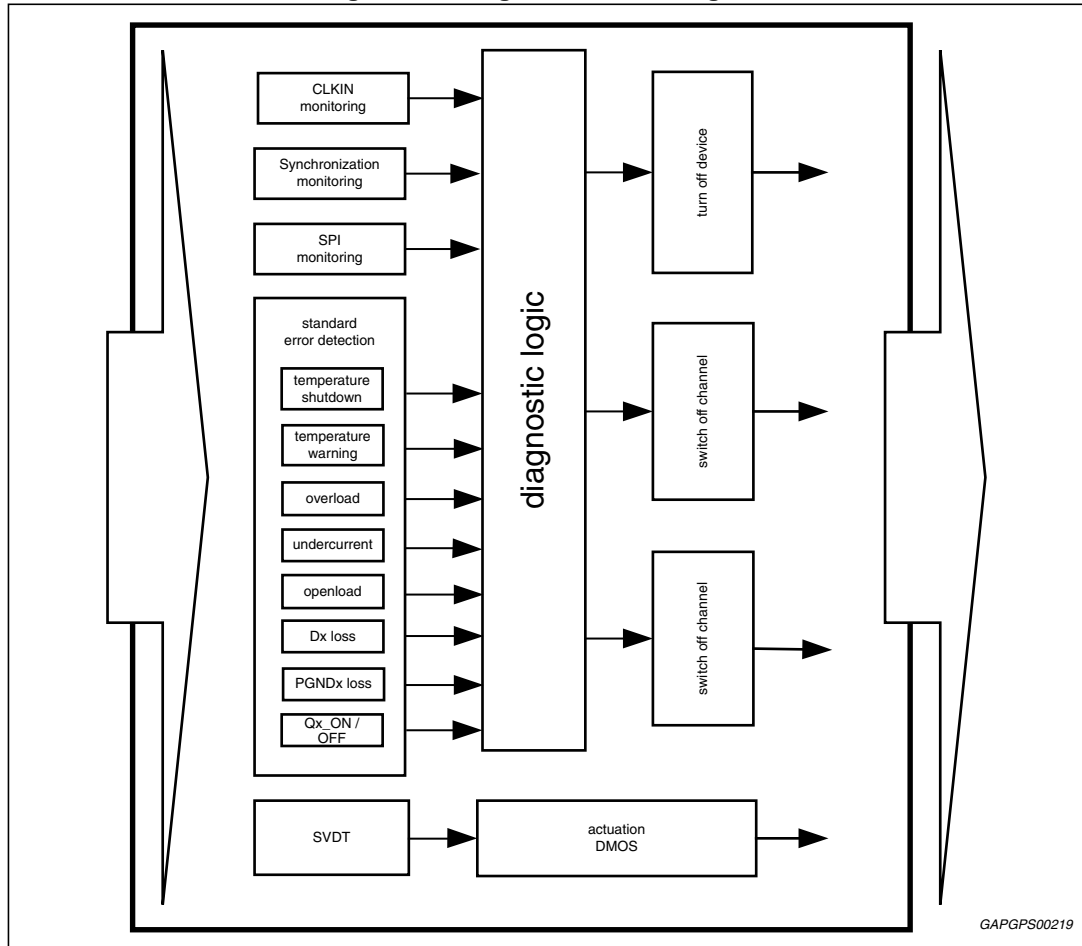 CLKIN
monitoring
Synchronization
monitoring
SPI
monitoring
standard
error detection
temperature
shutdown
temperature
warning
overload
undercurrent
openload
Dx loss
PGNDx loss
Qx_ON /
OFF
SVDT
diagnostic logic
actuation
DMOS
turn off device
switch off channel
switch off channel
GAPGPS00219